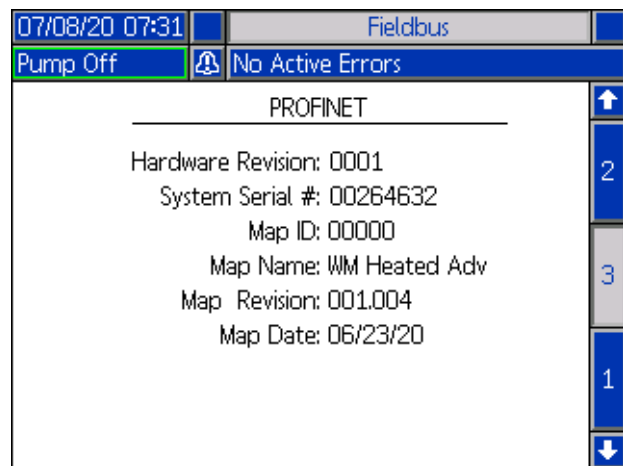 07/08/20 07:31 Fieldbus
Pump Off No Active Errors
PROFINET
Hardware Revision: 0001
System Serial #: 00264632
Map ID: 00000
Map Name: WM Heated Adv
Map Revision: 001.004
Map Date: 06/23/20
2
3
1